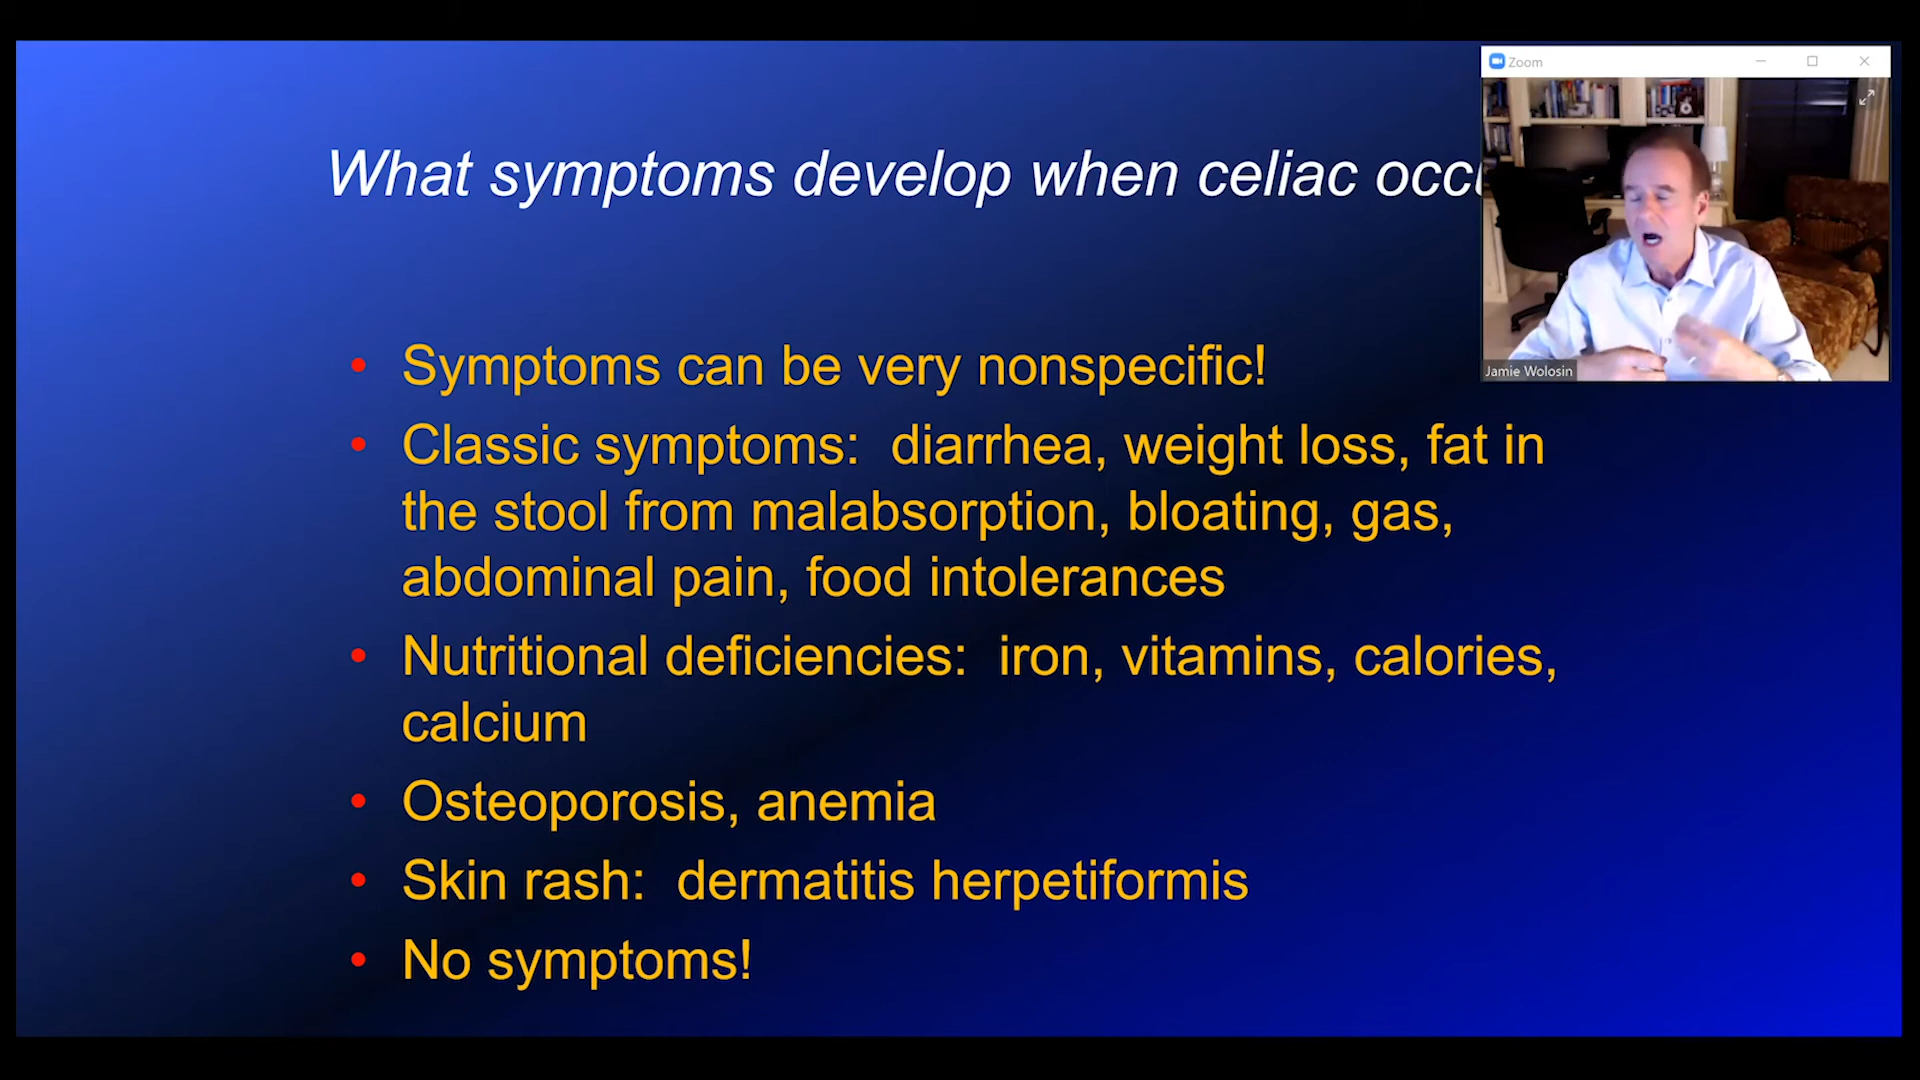 Zoom
What symptoms develop when celiac
Jamie Wolosin
• Symptoms can be very nonspecific!
• Classic symptoms: diarrhea, weight loss, fat in
the stool from malabsorption, bloating, gas,
abdominal pain, food intolerances
• Nutritional deficiencies: iron, vitamins, calories,
calcium
• Osteoporosis, anemia
• Skin rash: dermatitis herpetiformis
• No symptoms!